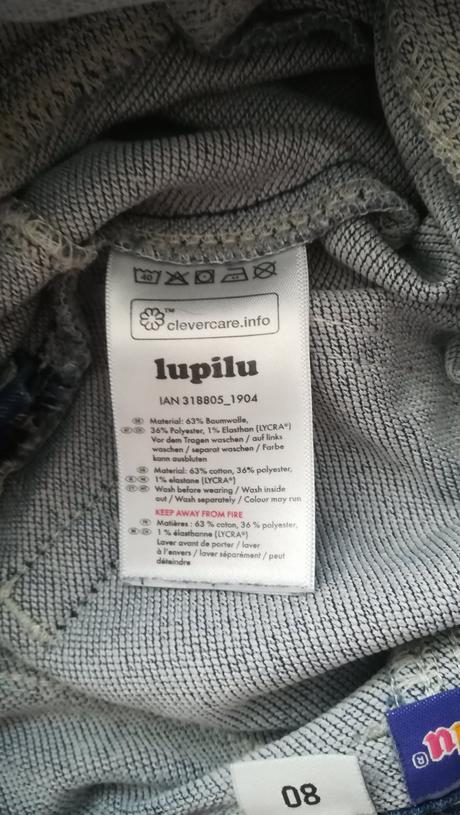 40
clevercare.info
™
lupilu
IAN 318805_1904
Material: 63% Baumwolle,
36% Polyester, 1% Elasthan (LYCRA®)
Vor dem Tragen waschen / auf links
waschen / separat waschen / Farbe
kann ausbluten
Material: 63% cotton, 36% polyester,
1% elastane (LYCRA®)
Wash before wearing / Wash inside
out / Wash separately / Colour may run
KEEP AWAY FROM FIRE
Matières : 63 % coton, 36 % polyester,
1 % élasthanne (LYCRA®)
Laver avant de porter / laver
à l'envers / laver séparément / peut
déteindre
®
80